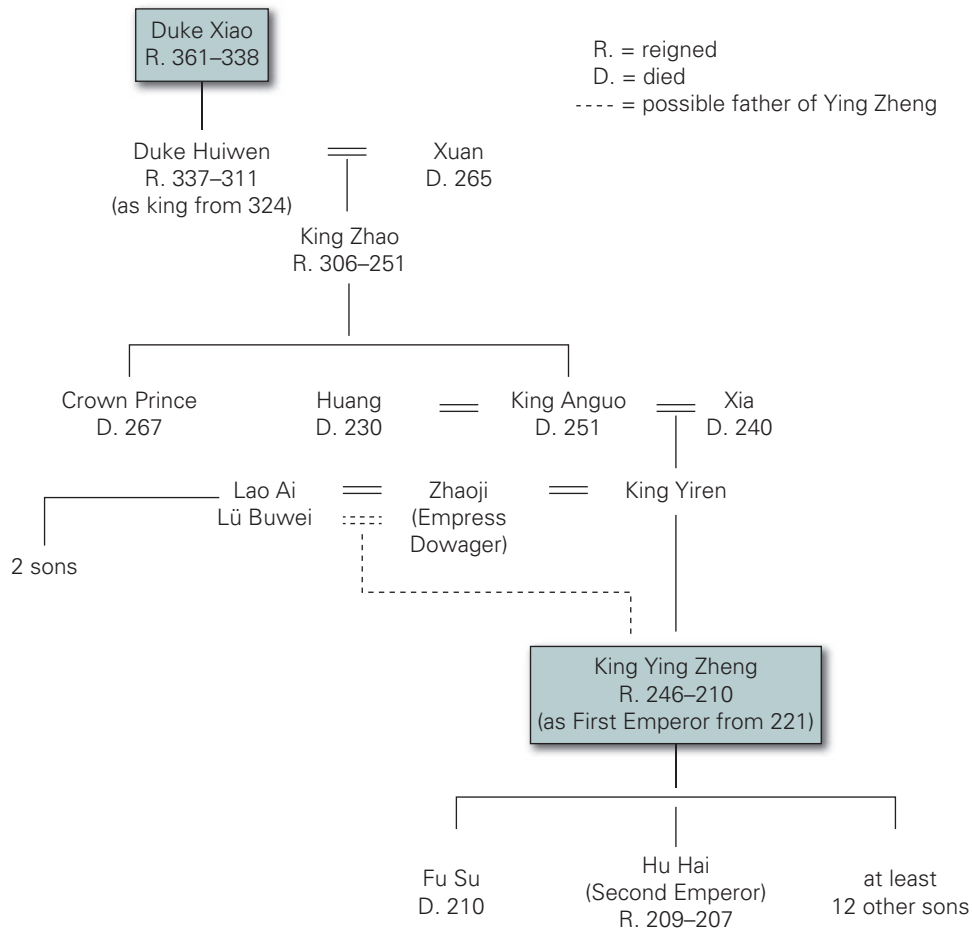 Duke Xiao
R. 361–338
R. = reigned
D. = died
---- = possible father of Ying Zheng
Duke Huiwen
R. 337–311
(as king from 324)
Xuan
D. 265
King Zhao
R. 306–251
Crown Prince
D. 267
Huang
D. 230
King Anguo
D. 251
Xia
D. 240
Lao Ai
Lü Buwei
Zhaoji
(Empress
Dowager)
King Yiren
2 sons
King Ying Zheng
R. 246–210
(as First Emperor from 221)
Fu Su
D. 210
Hu Hai
(Second Emperor)
R. 209–207
at least
12 other sons